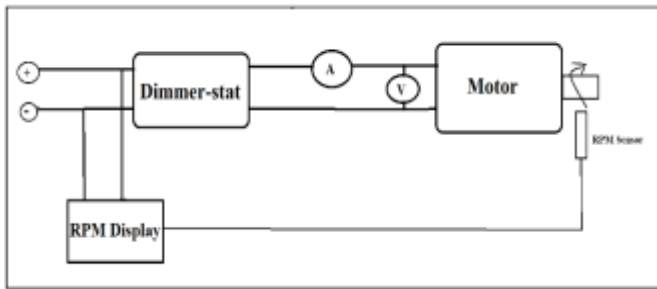 +
Dimmer-stat
A
V
Motor
-
RPM Sensor
RPM Display